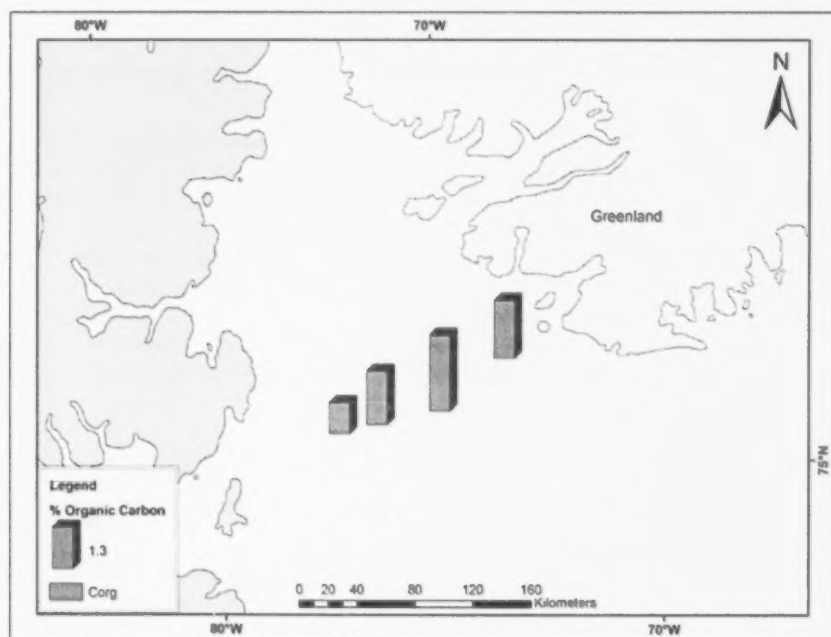 80°W 70°W
N
Greenland
75°N
Legend
% Organic Carbon
1.3
Corg
0 20 40 80 120 160
Kilometers
80°W 70°W